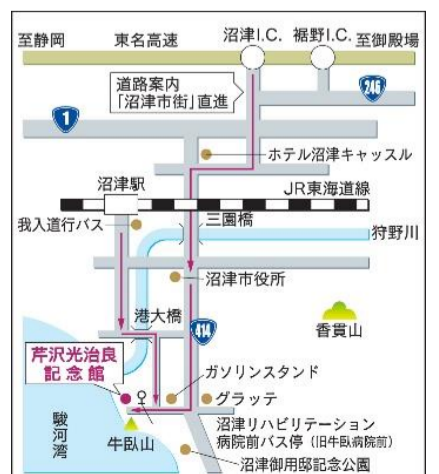 至静岡 東名高速 沼津I.C. 裾野I.C. 至御殿場
道路案内
「沼津市街」直進
246
1
ホテル沼津キャッスル
沼津駅
JR東海道線
我入道行バス
三園橋
狩野川
沼津市役所
港大橋
414
香貫山
芹沢光治良
記念館
ガソリンスタンド
グラッテ
駿河湾
牛臥山
沼津リハビリテーション
病院前バス停(旧牛臥病院前)
沼津御用邸記念公園